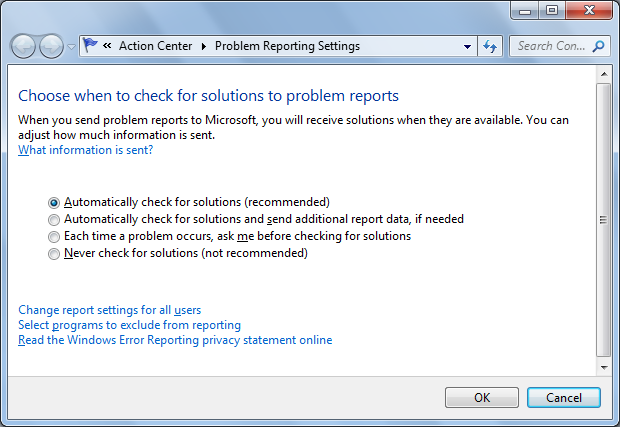 « Action Center ▸ Problem Reporting Settings
Search Con...
Choose when to check for solutions to problem reports
When you send problem reports to Microsoft, you will receive solutions when they are available. You can
adjust how much information is sent.
What information is sent?
Automatically check for solutions (recommended)
Automatically check for solutions and send additional report data, if needed
Each time a problem occurs, ask me before checking for solutions
Never check for solutions (not recommended)
Change report settings for all users
Select programs to exclude from reporting
Read the Windows Error Reporting privacy statement online
OK
Cancel